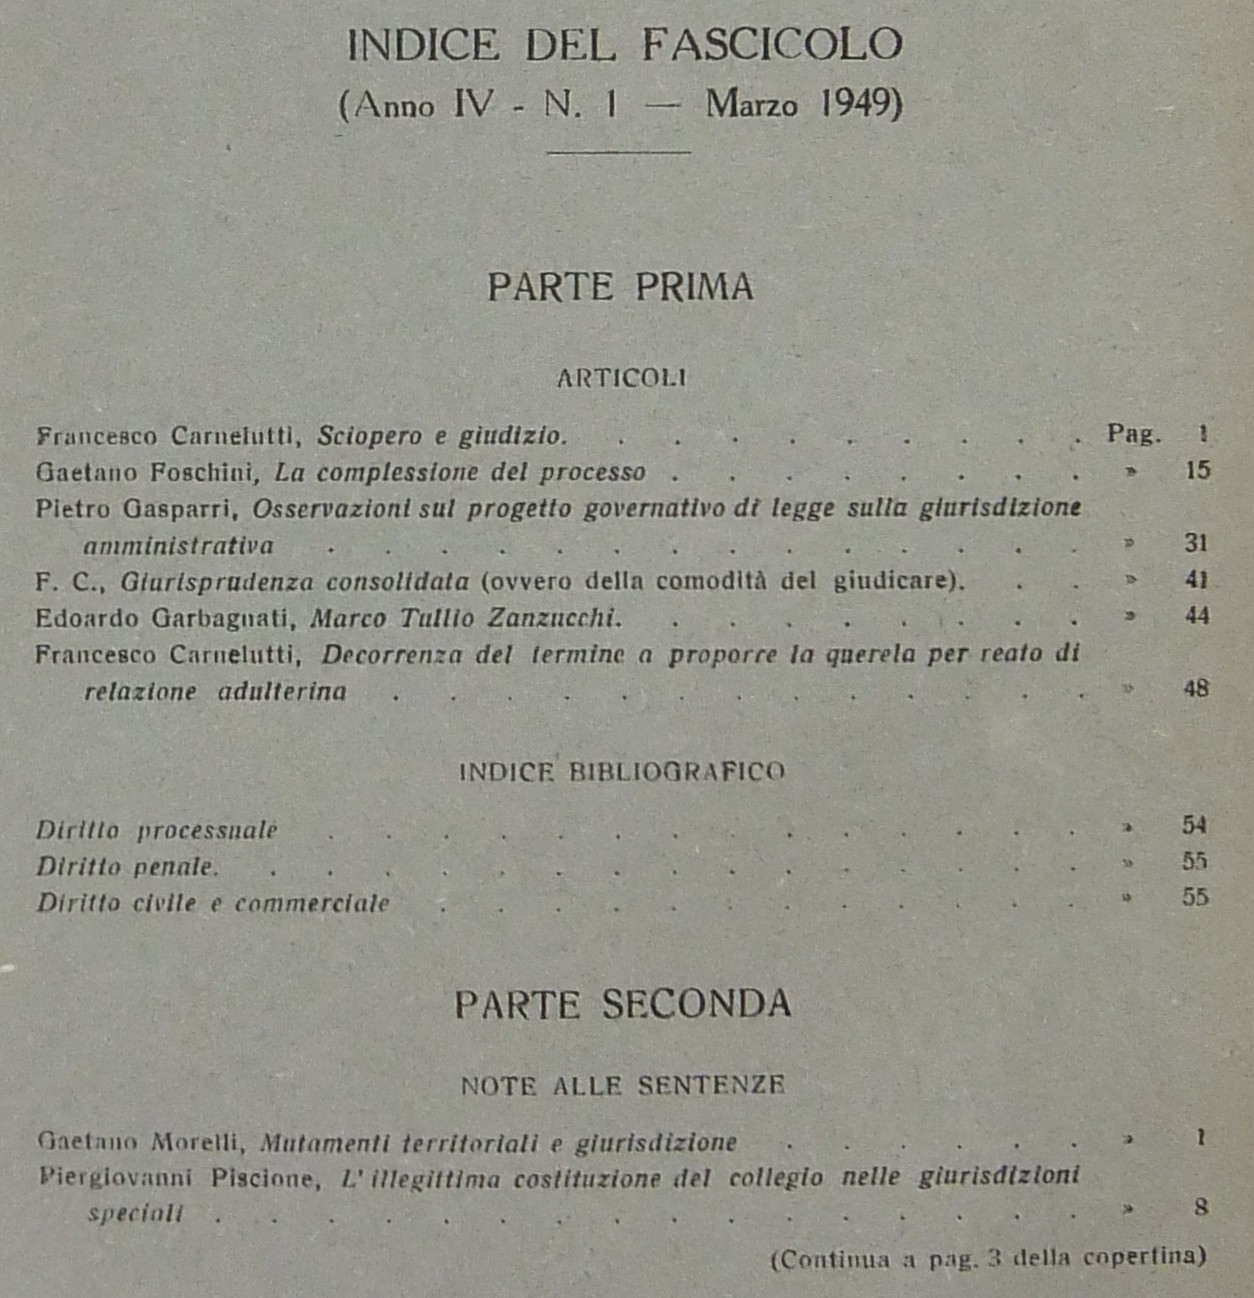 INDICE DEL FASCICOLO
(Anno IV - N. 1 — Marzo 1949)
PARTE PRIMA
ARTICOLI
Francesco Carnelutti, Sciopero e giudizio. . . . . . . . . . Pag. 1
Gaetano Foschini, La complessione del processo . . . . . . . . » 15
Pietro Gasparri, Osservazioni sul progetto governativo di legge sulla giurisdizione
amministrativa . . . . . . . . . . . . . . » 31
F. C., Giurisprudenza consolidata (ovvero della comodità del giudicare). . . » 41
Edoardo Garbagnati, Marco Tullio Zanzucchi. . . . . . . . . » 44
Francesco Carnelutti, Decorrenza del termine a proporre la querela per reato di
relazione adulterina . . . . . . . . . . . . . » 48
INDICE BIBLIOGRAFICO
Diritto processuale . . . . . . . . . . . . . . » 54
Diritto penale. . . . . . . . . . . . . . . . » 55
Diritto civile e commerciale . . . . . . . . . . . . » 55
PARTE SECONDA
NOTE ALLE SENTENZE
Gaetano Morelli, Mutamenti territoriali e giurisdizione . . . . . . » 1
Piergiovanni Piscione, L' illegittima costituzione del collegio nelle giurisdizioni
speciali . . . . . . . . . . . . . . . . » 8
(Continua a pag. 3 della copertina)